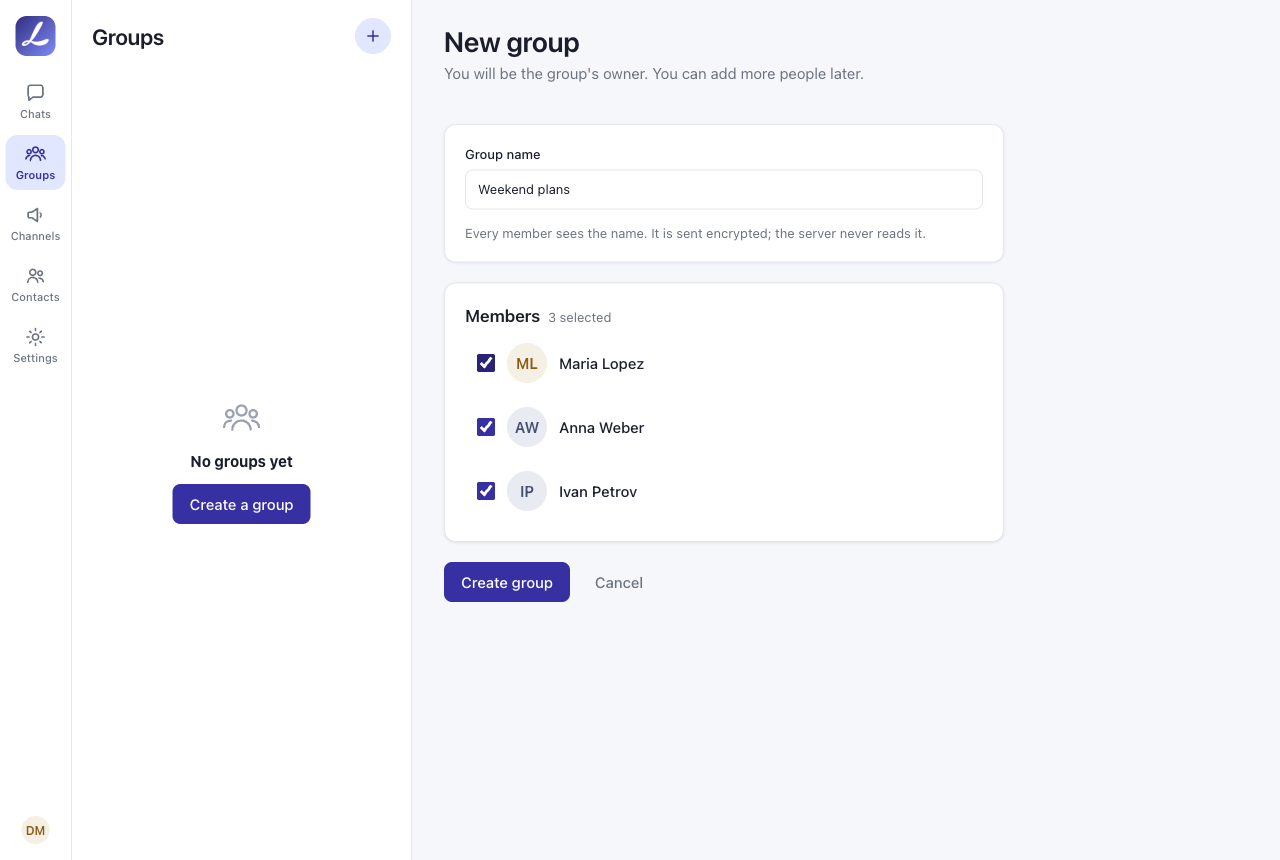 L
Chats
Groups
Channels
Contacts
Settings
DM
Groups
+
No groups yet
Create a group
New group
You will be the group's owner. You can add more people later.
Group name
Weekend plans
Every member sees the name. It is sent encrypted; the server never reads it.
Members 3 selected
ML Maria Lopez
AW Anna Weber
IP Ivan Petrov
Create group Cancel